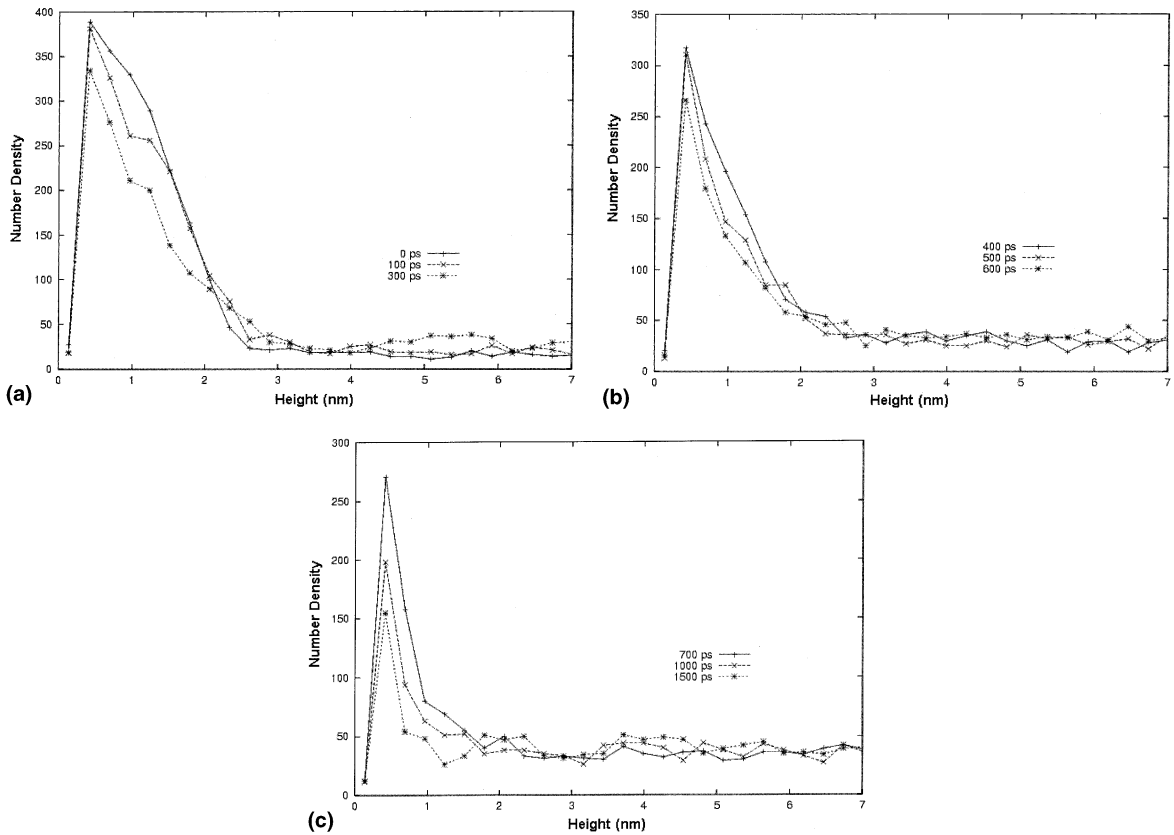 400
350
300
250
200
150
100
50
0
Number Density
0 ps
100 ps
300 ps
0 1 2 3 4 5 6 7
Height (nm)
(a)
350
300
250
200
150
100
50
0
Number Density
400 ps
500 ps
600 ps
0 1 2 3 4 5 6 7
Height (nm)
(b)
300
250
200
150
100
50
0
Number Density
700 ps
1000 ps
1500 ps
0 1 2 3 4 5 6 7
Height (nm)
(c)